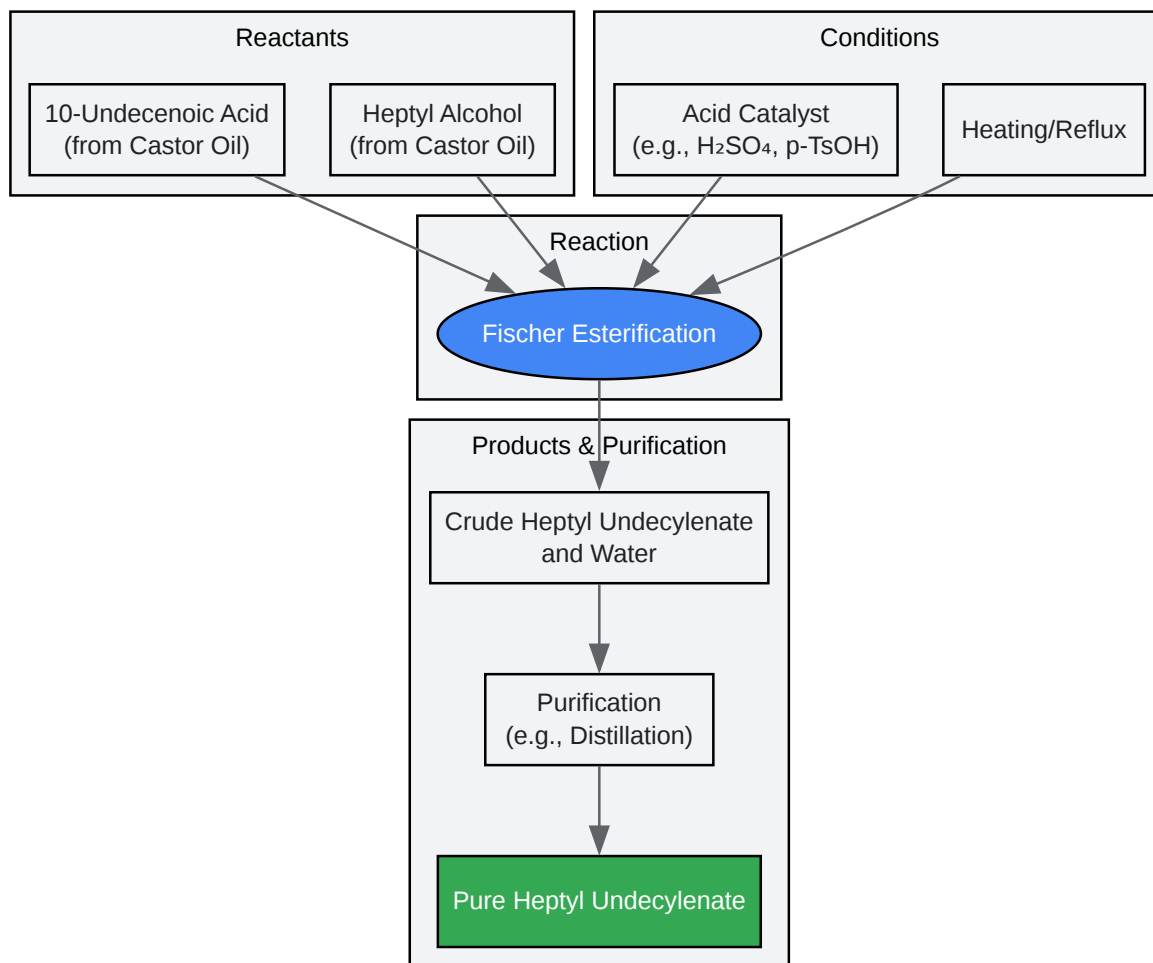 Reactants
Conditions
10-Undecenoic Acid
(from Castor Oil)
Heptyl Alcohol
(from Castor Oil)
Acid Catalyst
(e.g., H₂SO₄, p-TsOH)
Heating/Reflux
Reaction
Fischer Esterification
Products & Purification
Crude Heptyl Undecylenate
and Water
Purification
(e.g., Distillation)
Pure Heptyl Undecylenate